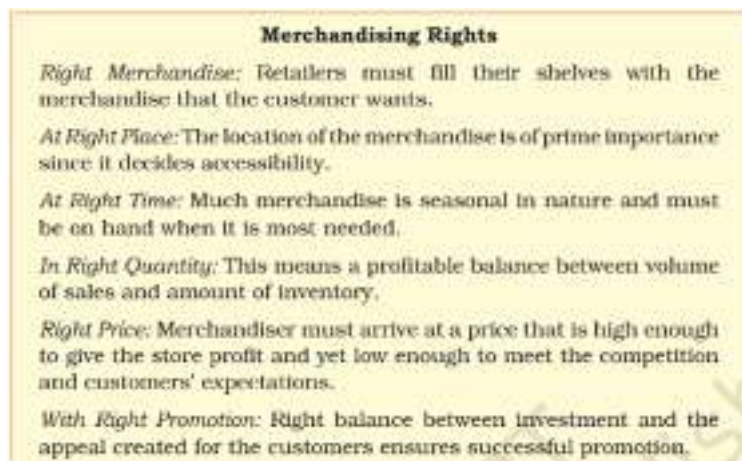 Merchandising Rights
Right Merchandise: Retailers must fill their shelves with the
merchandise that the customer wants.
At Right Place: The location of the merchandise is of prime importance
since it decides accessibility.
At Right Time: Much merchandise is seasonal in nature and must
be on hand when it is most needed.
In Right Quantity: This means a profitable balance between volume
of sales and amount of inventory.
Right Price: Merchandiser must arrive at a price that is high enough
to give the store profit and yet low enough to meet the competition
and customers' expectations.
With Right Promotion: Right balance between investment and the
appeal created for the customers ensures successful promotion.